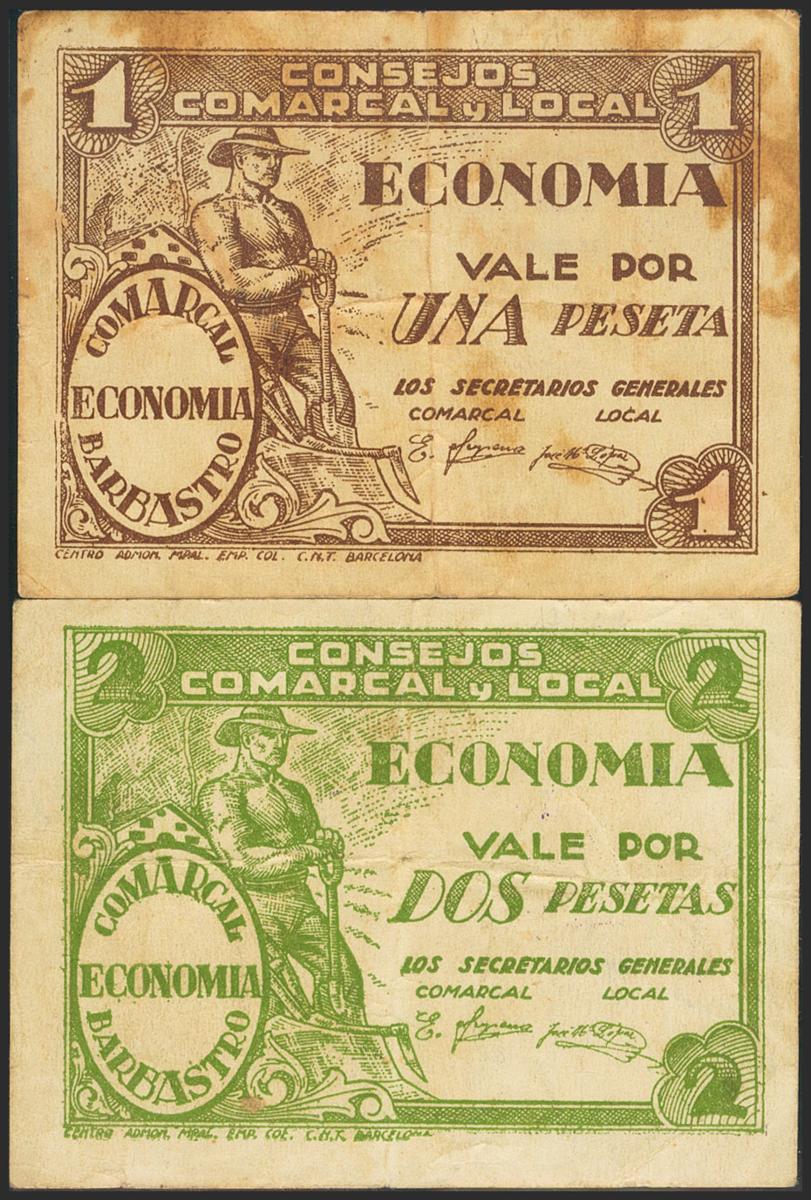 1 1
CONSEJOS
COMARCAL y LOCAL
ECONOMIA
VALE POR
UNA PESETA
LOS SECRETARIOS GENERALES
COMARCAL LOCAL
COMARCAL
ECONOMIA
BARBASTRO
1
CENTRO ADMON. MPAL. EMP. COL. C.N.T. BARCELONA
2 2
CONSEJOS
COMARCAL y LOCAL
ECONOMIA
VALE POR
DOS PESETAS
LOS SECRETARIOS GENERALES
COMARCAL LOCAL
COMARCAL
ECONOMIA
BARBASTRO
2
CENTRO ADMON. MPAL. EMP. COL. C.N.T. BARCELONA